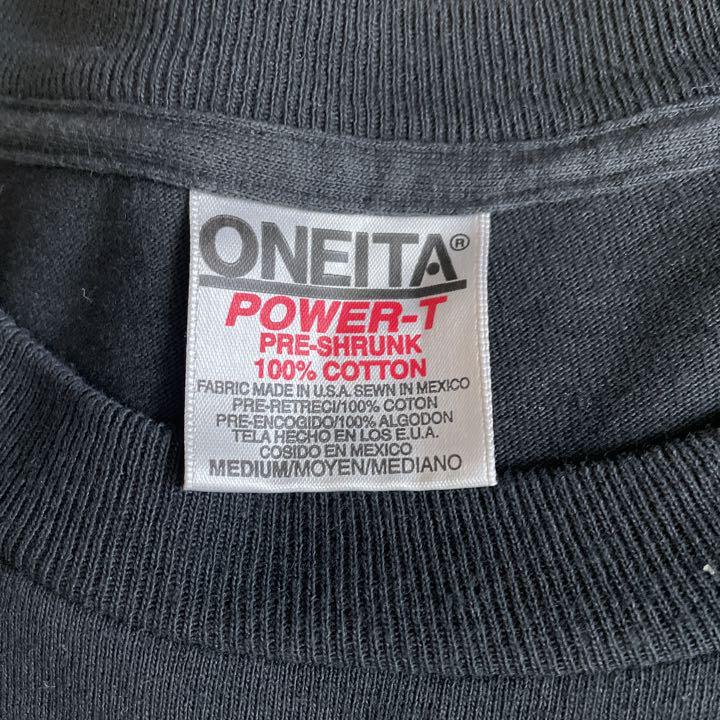 ONEITA®
POWER-T
PRE-SHRUNK
100% COTTON
FABRIC MADE IN U.S.A. SEWN IN MEXICO
PRE-RETRECI/100% COTON
PRE-ENCOGIDO/100% ALGODON
TELA HECHO EN LOS E.U.A.
COSIDO EN MEXICO
MEDIUM/MOYEN/MEDIANO